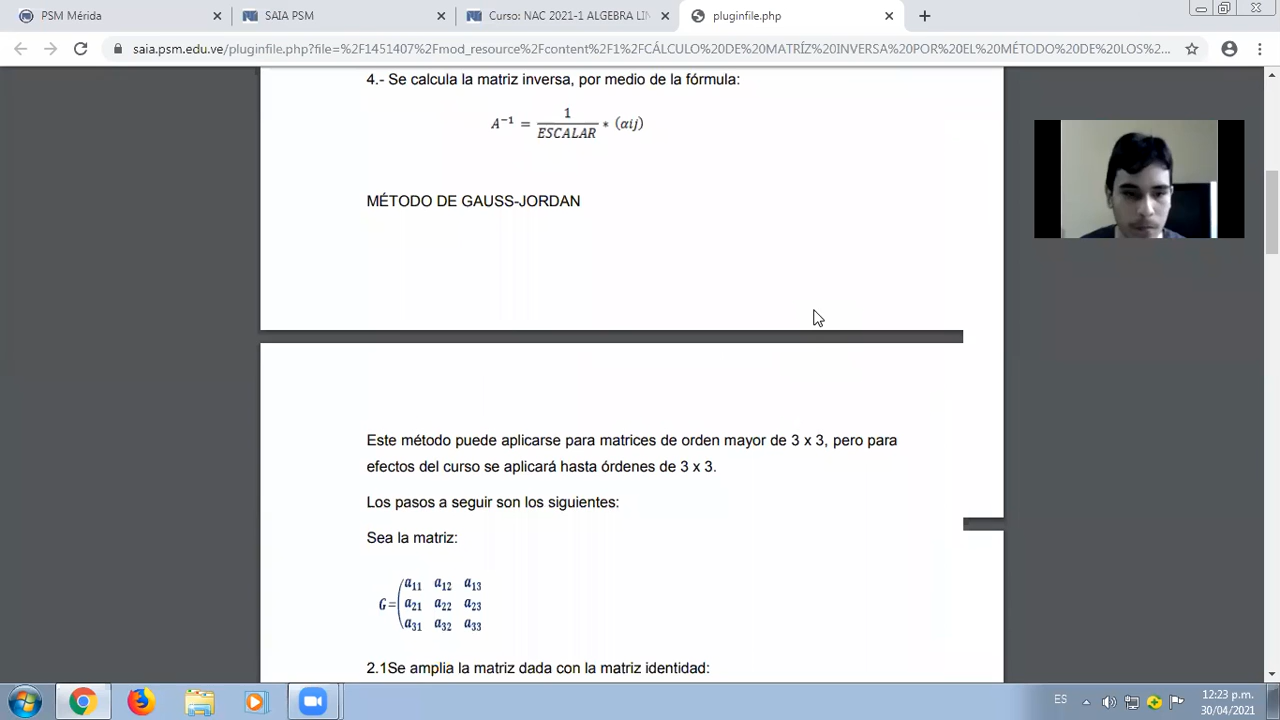 PSM Mérida
SAIA PSM
Curso: NAC 2021-1 ALGEBRA LIN
pluginfile.php
saia.psm.edu.ve/pluginfile.php?file=%2F1451407%2Fmod_resource%2Fcontent%2F1%2FCÁLCULO%20DE%20MATRÍZ%20INVERSA%20POR%20EL%20MÉTODO%20DE%20LOS%20...
4.- Se calcula la matriz inversa, por medio de la fórmula:
A⁻¹ = 1/ESCALAR * (αij)
MÉTODO DE GAUSS-JORDAN
Este método puede aplicarse para matrices de orden mayor de 3 x 3, pero para
efectos del curso se aplicará hasta órdenes de 3 x 3.
Los pasos a seguir son los siguientes:
Sea la matriz:
a₁₁ a₁₂ a₁₃
G= (a₂₁ a₂₂ a₂₃
a₃₁ a₃₂ a₃₃
2.1Se amplia la matriz dada con la matriz identidad:
ES
12:23 p.m.
30/04/2021